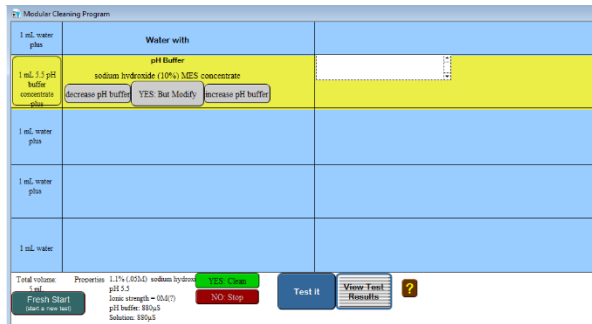 Modular Cleaning Program
1 mL water
plus
Water with
1 mL 5.5 pH
buffer
concentrate
plus
pH Buffer
sodium hydroxide (10%) MES concentrate
decrease pH buffer
YES: But Modify
increase pH buffer
1 mL water
plus
1 mL water
plus
1 mL water
Total volume:
5 mL
Properties
1.1% (.05M) sodium hydroxi
pH 5.5
Ionic strength = 0M(?)
pH buffer: 880µS
Solution: 880µS
YES: Clean
NO: Stop
Test it
View Test
Results
?
Fresh Start
(start a new test)